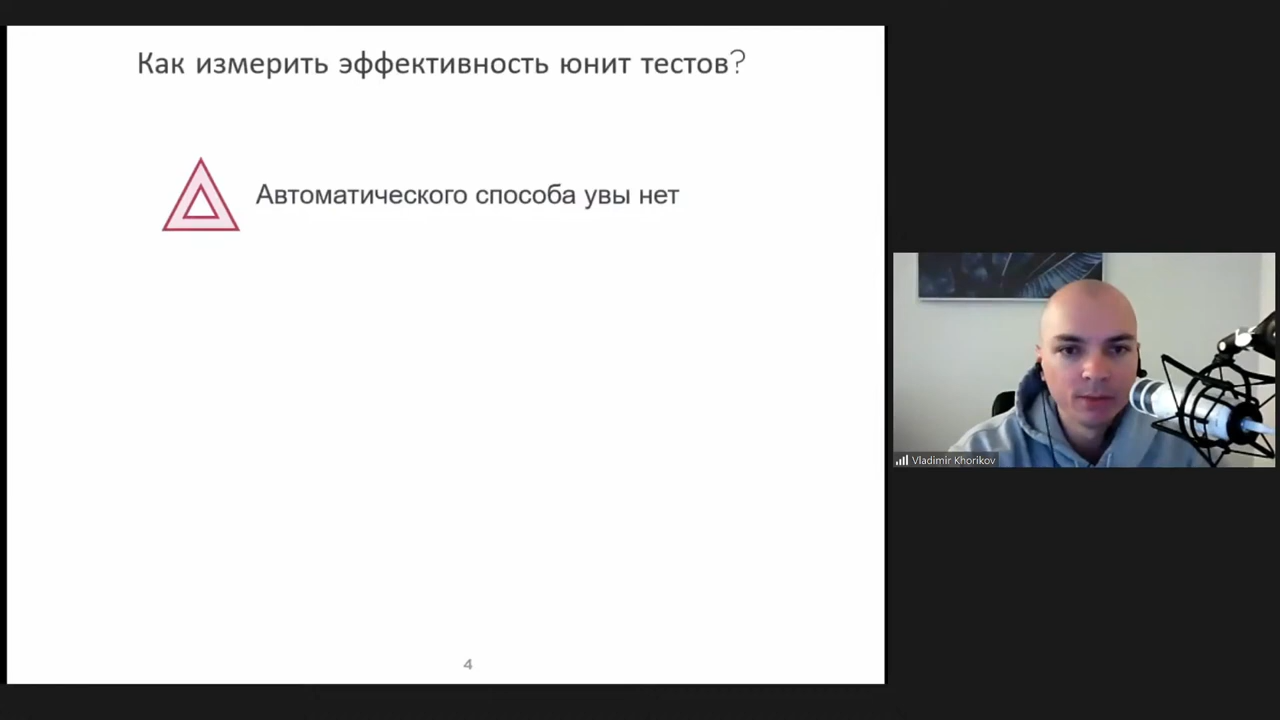 Как измерить эффективность юнит тестов?
Автоматического способа увы нет
4
Vladimir Khorikov